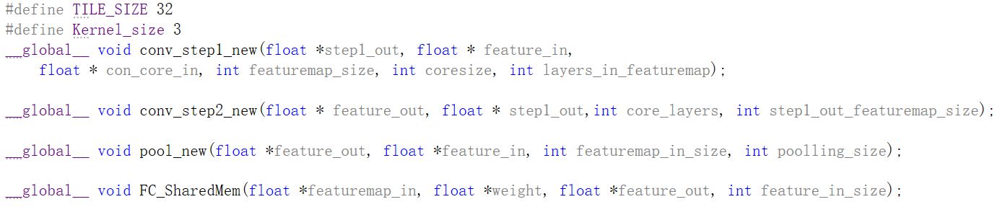 #define TILE_SIZE 32
#define Kernel_size 3
__global__ void conv_step1_new(float *step1_out, float * feature_in,
    float * con_core_in, int featuremap_size, int coresize, int layers_in_featuremap);
__global__ void conv_step2_new(float * feature_out, float * step1_out,int core_layers, int step1_out_featuremap_size);
__global__ void pool_new(float *feature_out, float *feature_in, int featuremap_in_size, int poolling_size);
__global__ void FC_SharedMem(float *featuremap_in, float *weight, float *feature_out, int feature_in_size);